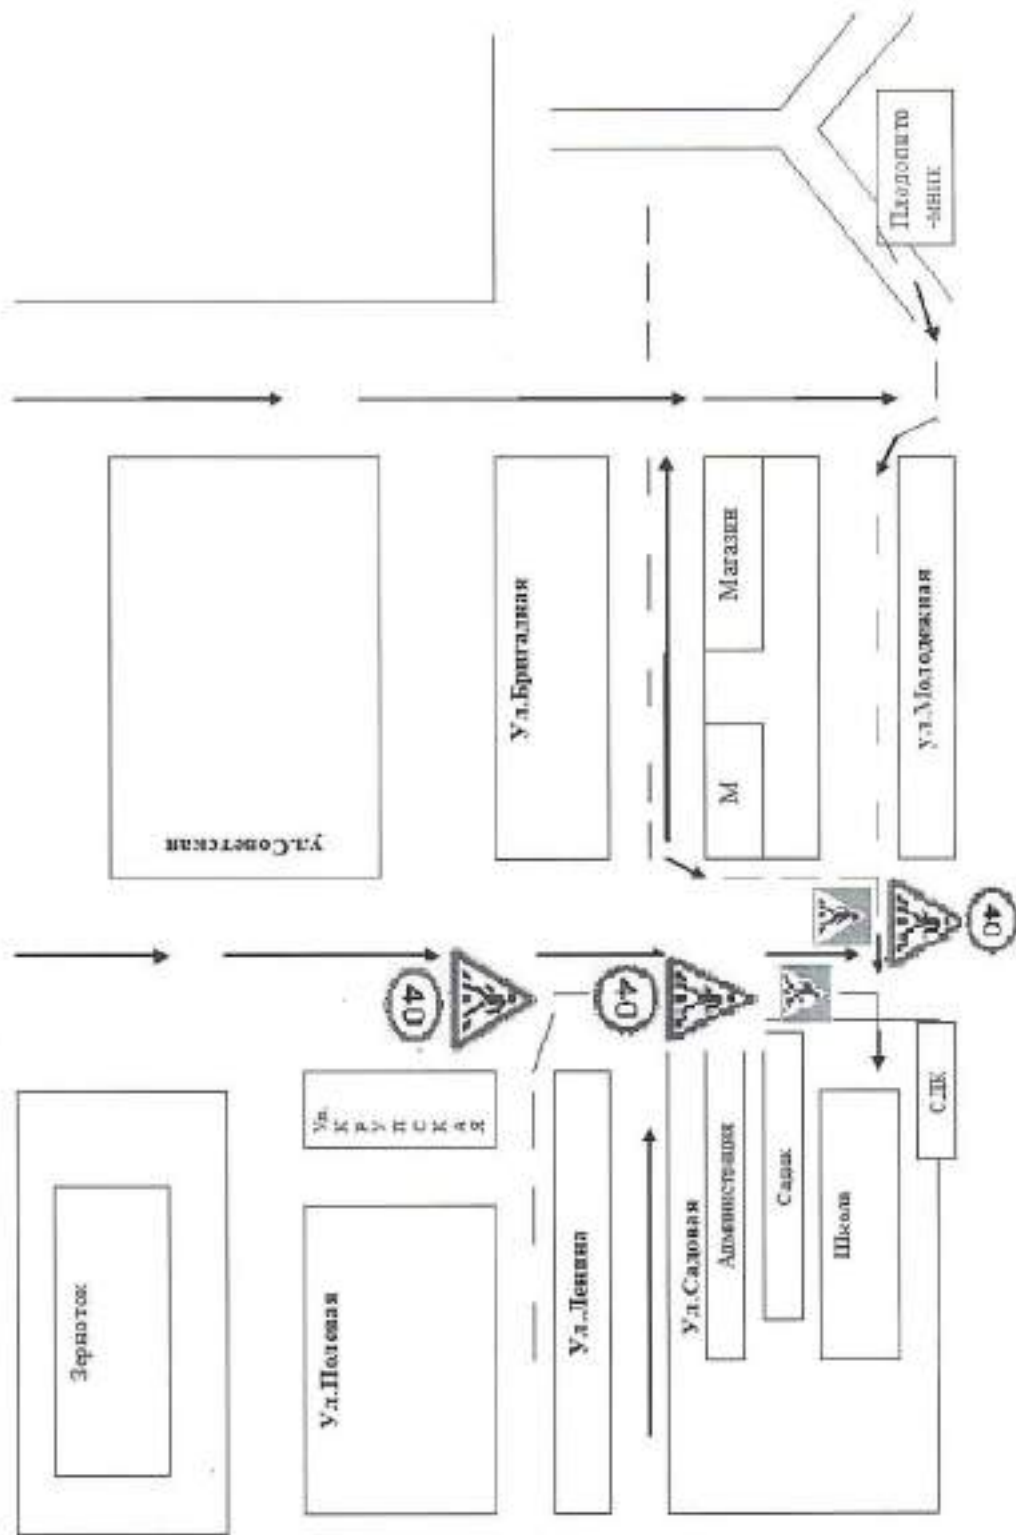 Зерноток
Ул.Полевая
Ул.
К
Р
У
П
С
К
А
Я
Ул.Ленина
Ул.Садовая
Администрация
Садик
Школа
СДК
40
40
40
ул.Советская
Ул.Бригадная
М
Магазин
ул.Молодежная
Плодопито
-мник